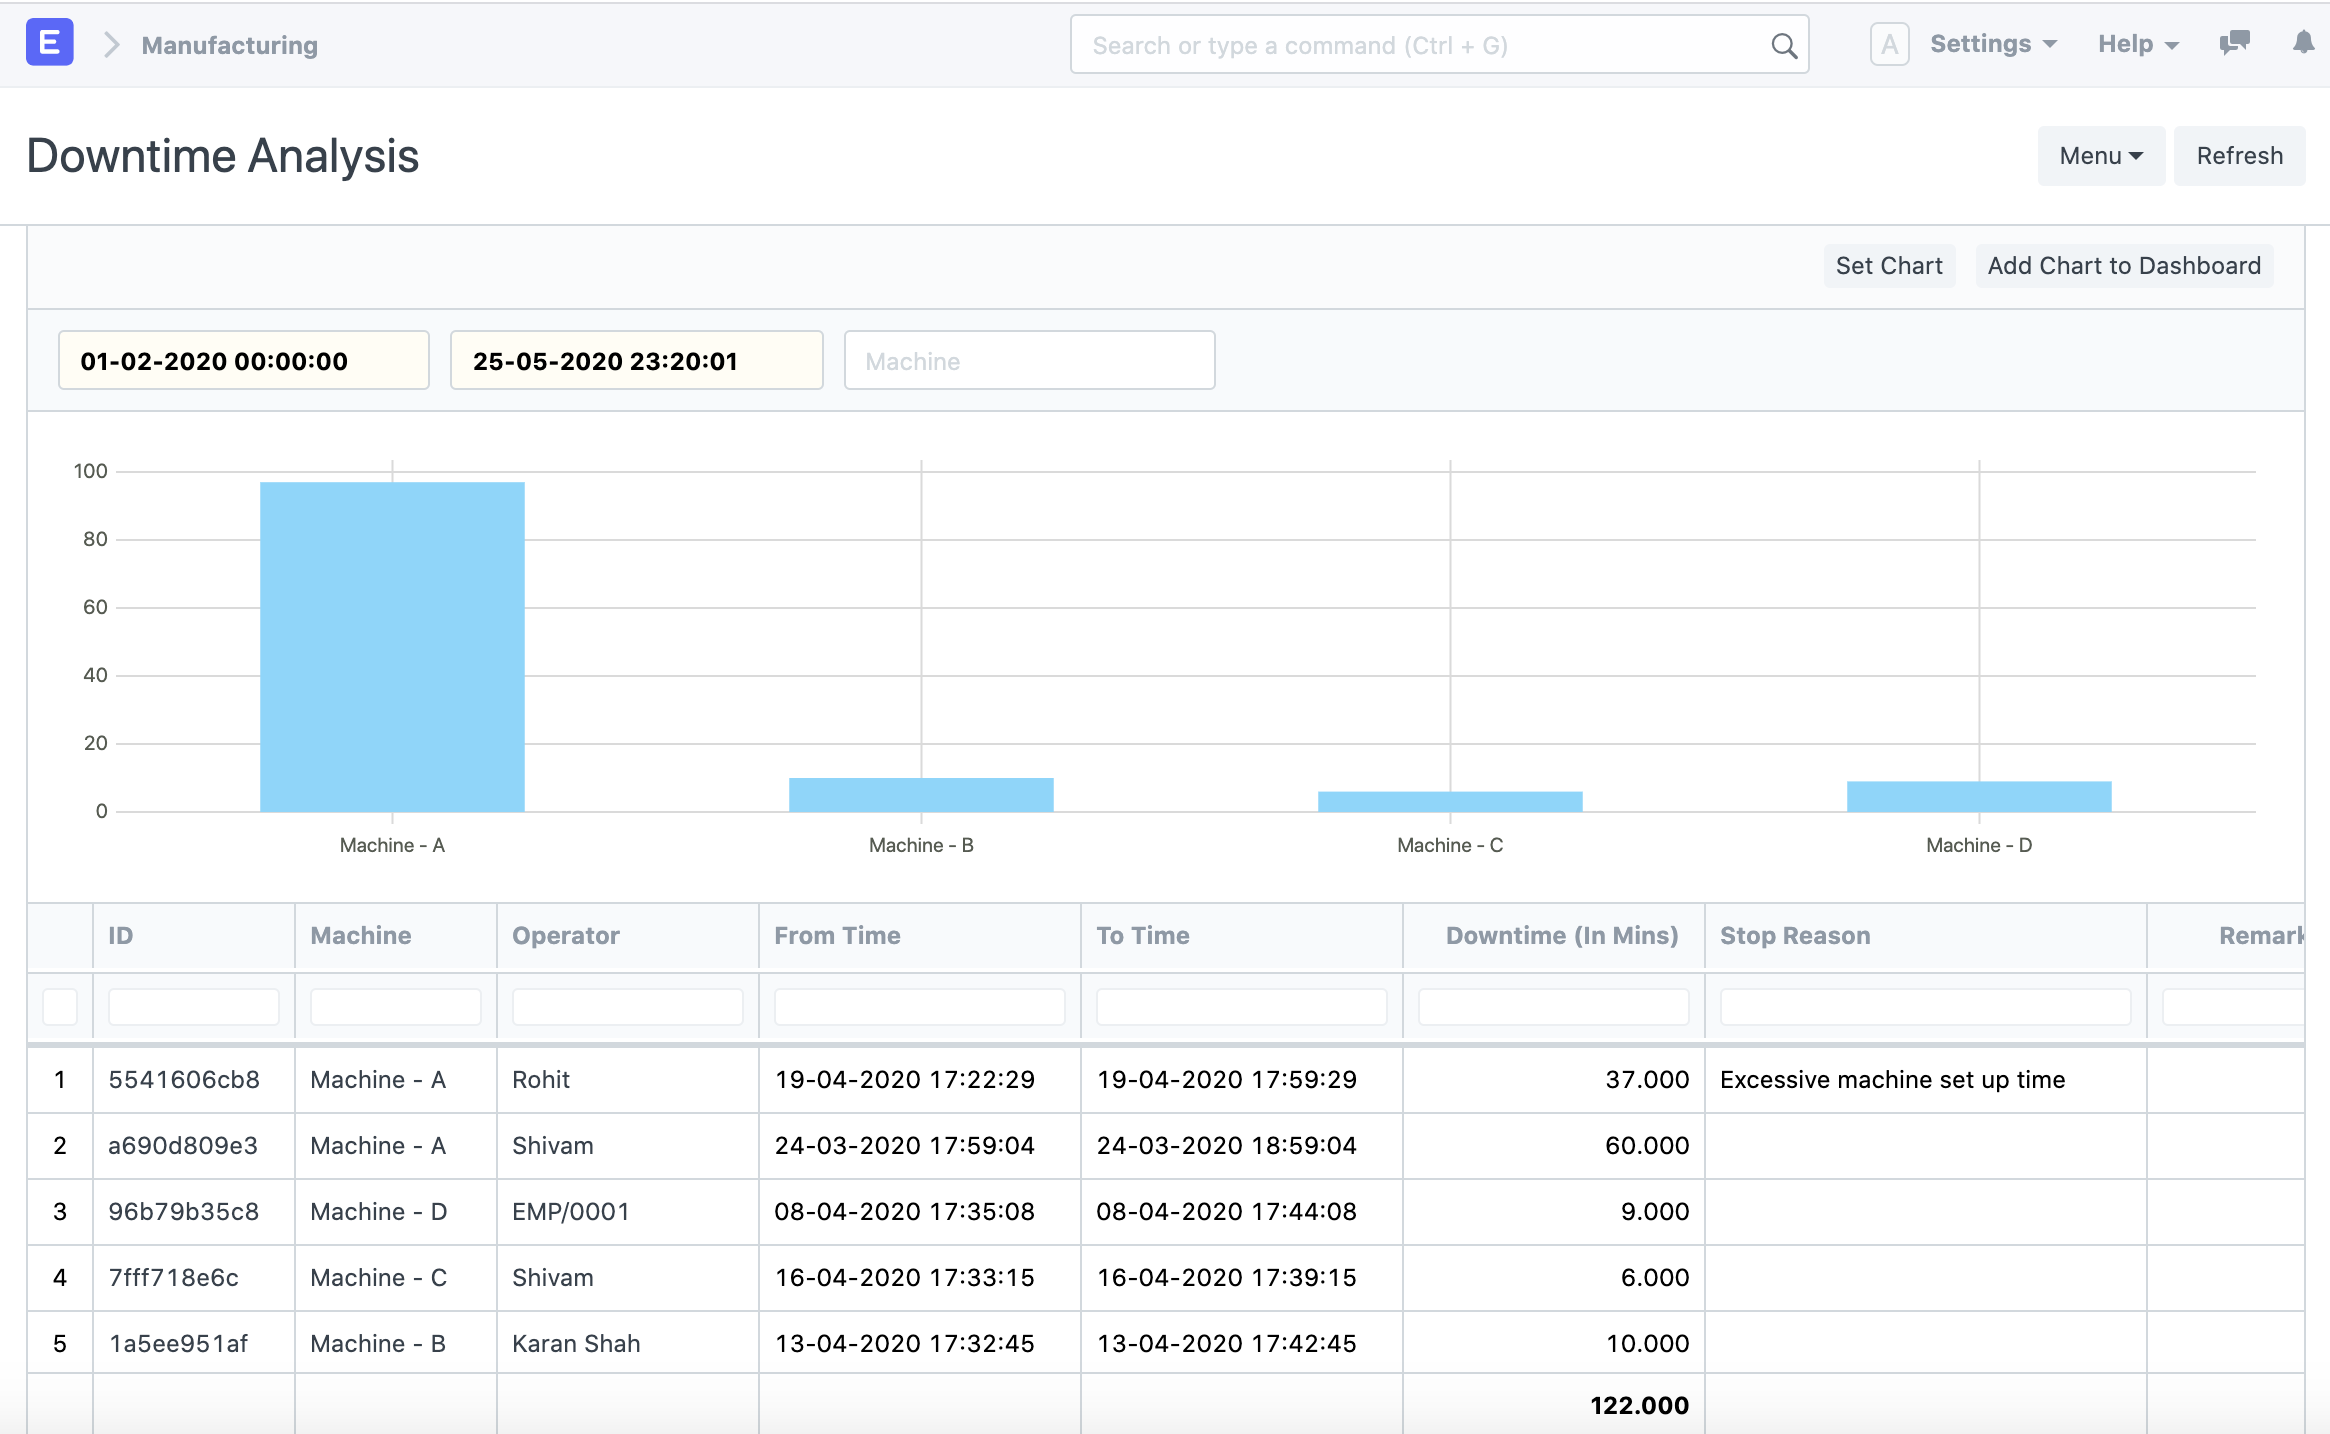 E Manufacturing Search or type a command (Ctrl + G) A Settings Help
Downtime Analysis Menu Refresh
Set Chart Add Chart to Dashboard
01-02-2020 00:00:00 25-05-2020 23:20:01 Machine
100
80
60
40
20
0
Machine - A Machine - B Machine - C Machine - D
ID Machine Operator From Time To Time Downtime (In Mins) Stop Reason Remark
1 5541606cb8 Machine - A Rohit 19-04-2020 17:22:29 19-04-2020 17:59:29 37.000 Excessive machine set up time
2 a690d809e3 Machine - A Shivam 24-03-2020 17:59:04 24-03-2020 18:59:04 60.000
3 96b79b35c8 Machine - D EMP/0001 08-04-2020 17:35:08 08-04-2020 17:44:08 9.000
4 7fff718e6c Machine - C Shivam 16-04-2020 17:33:15 16-04-2020 17:39:15 6.000
5 1a5ee951af Machine - B Karan Shah 13-04-2020 17:32:45 13-04-2020 17:42:45 10.000
122.000